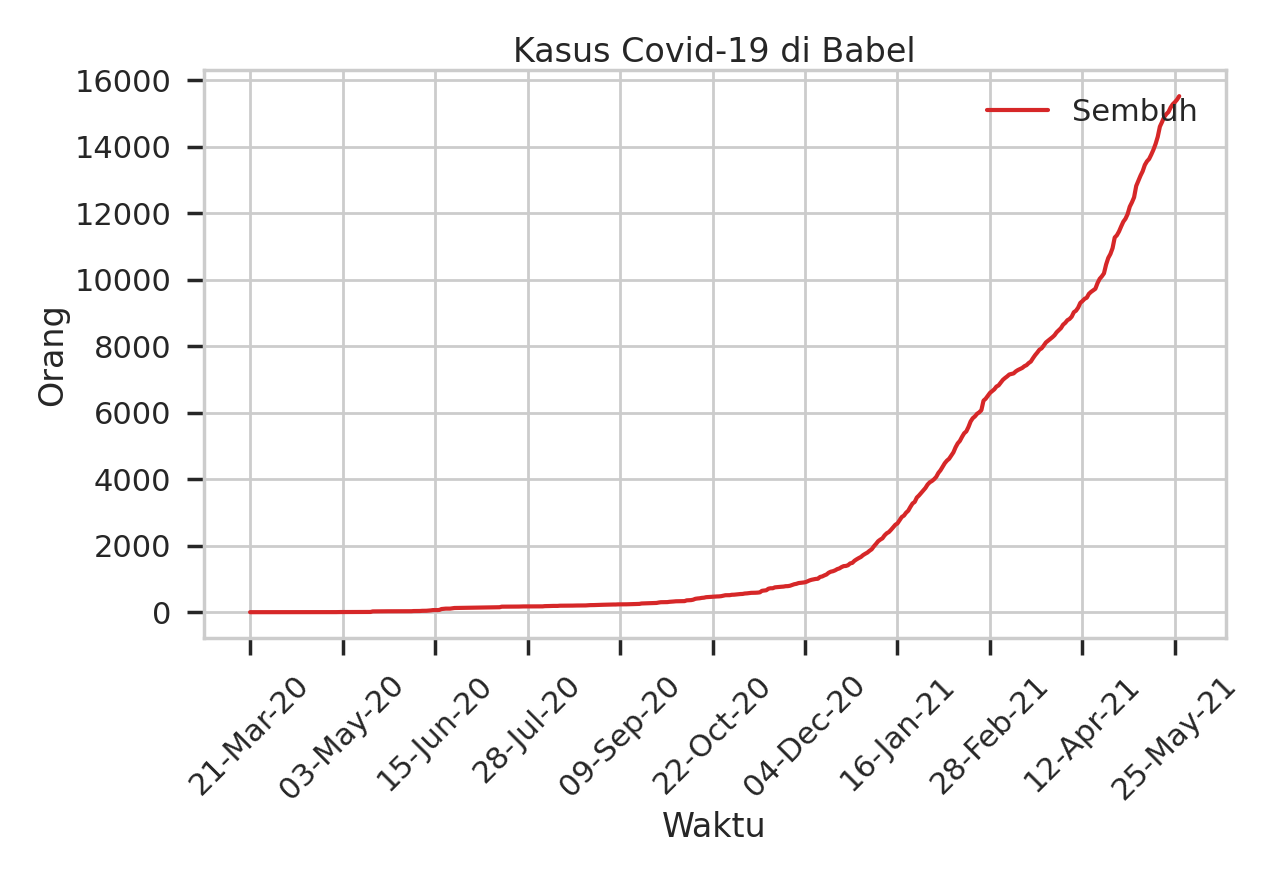 Kasus Covid-19 di Babel
16000
14000
12000
10000
8000
6000
4000
2000
0
Orang
Sembuh
21-Mar-20
03-May-20
15-Jun-20
28-Jul-20
09-Sep-20
22-Oct-20
04-Dec-20
16-Jan-21
28-Feb-21
12-Apr-21
25-May-21
Waktu